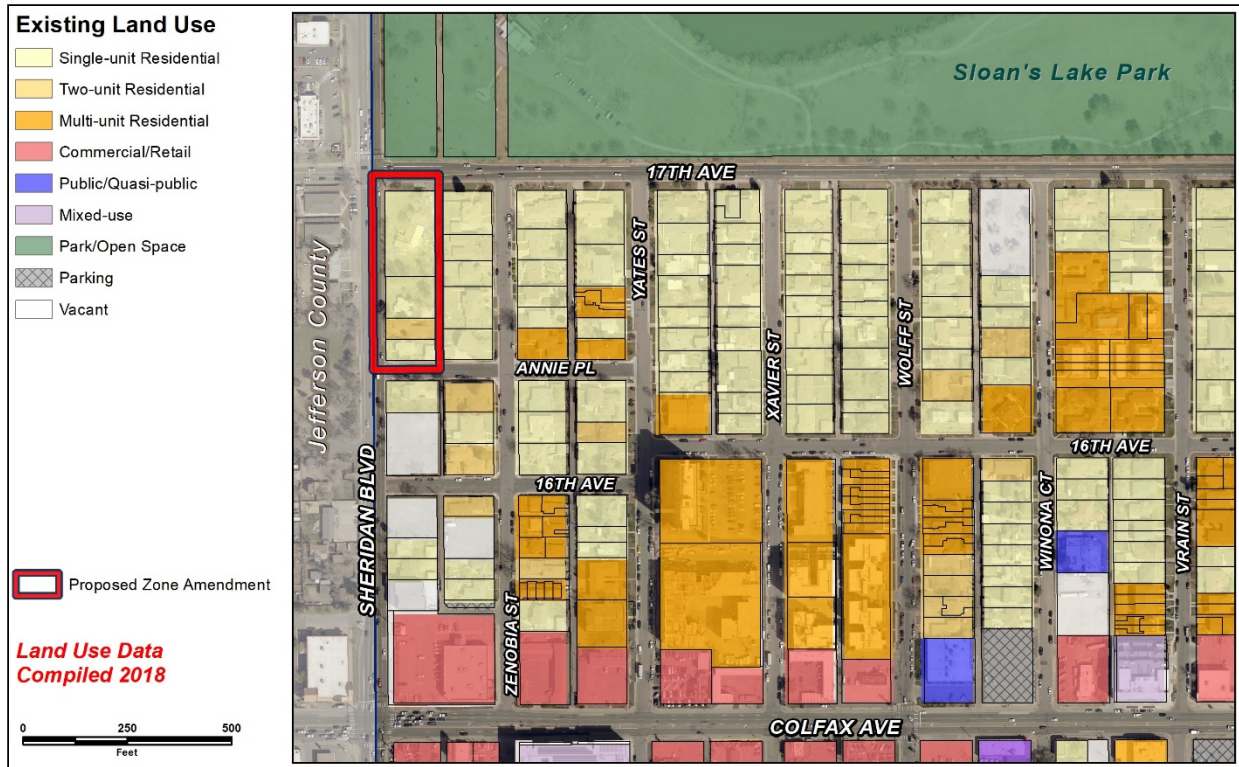 Existing Land Use
Single-unit Residential
Two-unit Residential
Multi-unit Residential
Commercial/Retail
Public/Quasi-public
Mixed-use
Park/Open Space
Parking
Vacant
Proposed Zone Amendment
Land Use Data
Compiled 2018
0 250 500
Feet
Sloan's Lake Park
17TH AVE
Jefferson County
YATES ST
WOLFF ST
XAVIER ST
ANNIE PL
SHERIDAN BLVD
16TH AVE
16TH AVE
WINONA CT
VRAIN ST
ZENOBIA ST
COLFAX AVE